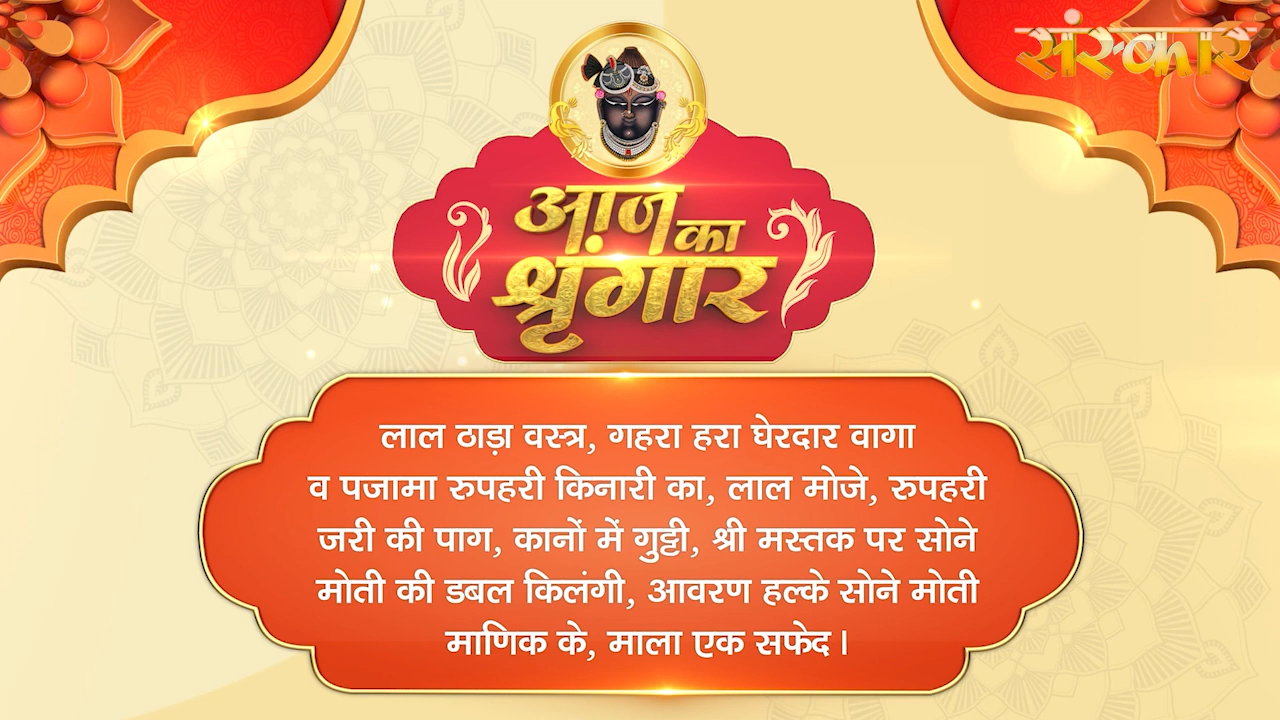 संस्कार
आज का
श्रृंगार
लाल ठाड़ा वस्त्र, गहरा हरा घेरदार वागा
व पजामा रुपहरी किनारी का, लाल मोजे, रुपहरी
जरी की पाग, कानों में गुट्टी, श्री मस्तक पर सोने
मोती की डबल किलंगी, आवरण हल्के सोने मोती
माणिक के, माला एक सफेद।